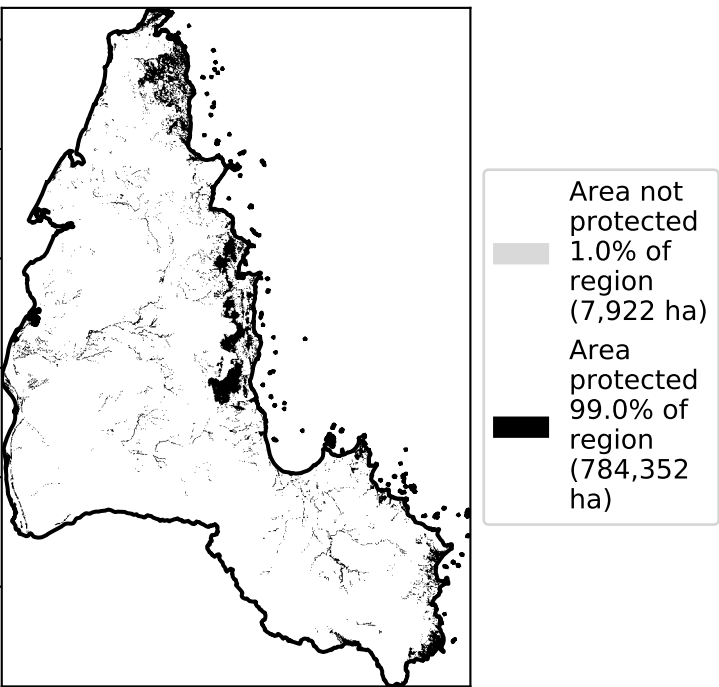 Area not
protected
1.0% of
region
(7,922 ha)
Area
protected
99.0% of
region
(784,352
ha)